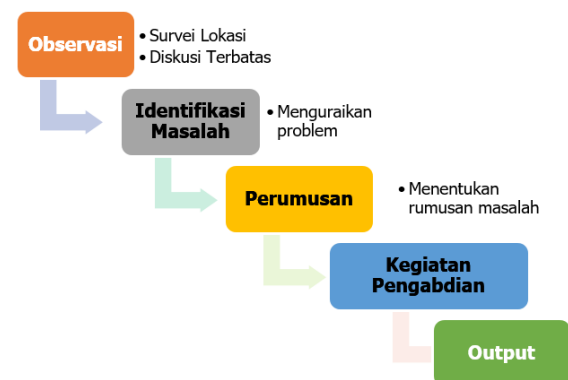 Observasi
• Survei Lokasi
• Diskusi Terbatas
Identifikasi
Masalah
• Menguraikan
problem
Perumusan
• Menentukan
rumusan masalah
Kegiatan
Pengabdian
Output